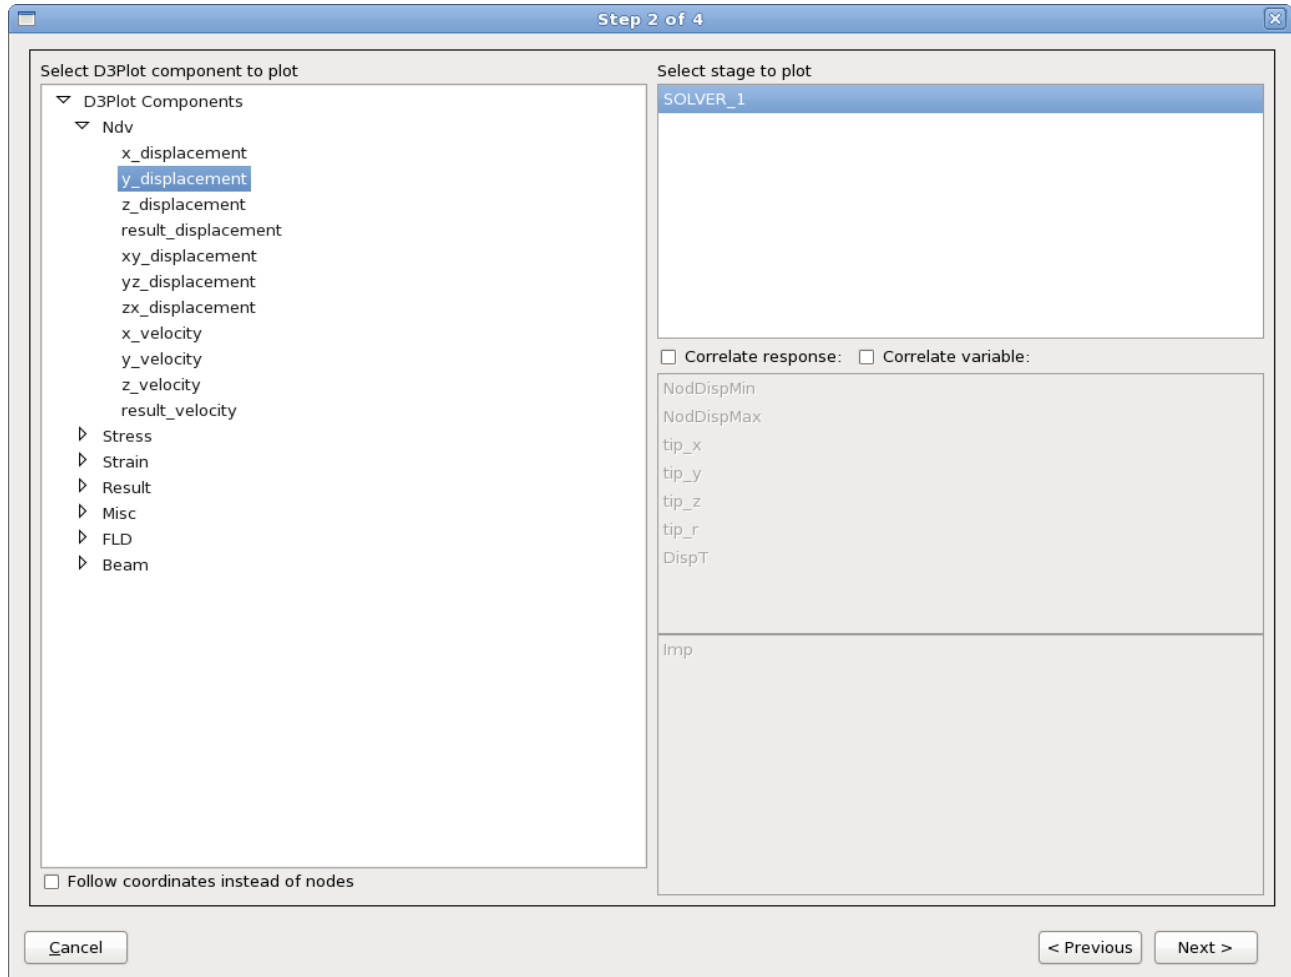 Step 2 of 4
Select D3Plot component to plot
D3Plot Components
Ndv
x_displacement
y_displacement
z_displacement
result_displacement
xy_displacement
yz_displacement
zx_displacement
x_velocity
y_velocity
z_velocity
result_velocity
Stress
Strain
Result
Misc
FLD
Beam
Follow coordinates instead of nodes
Select stage to plot
SOLVER_1
Correlate response: Correlate variable:
NodDispMin
NodDispMax
tip_x
tip_y
tip_z
tip_r
DispT
Imp
Cancel
< Previous
Next >